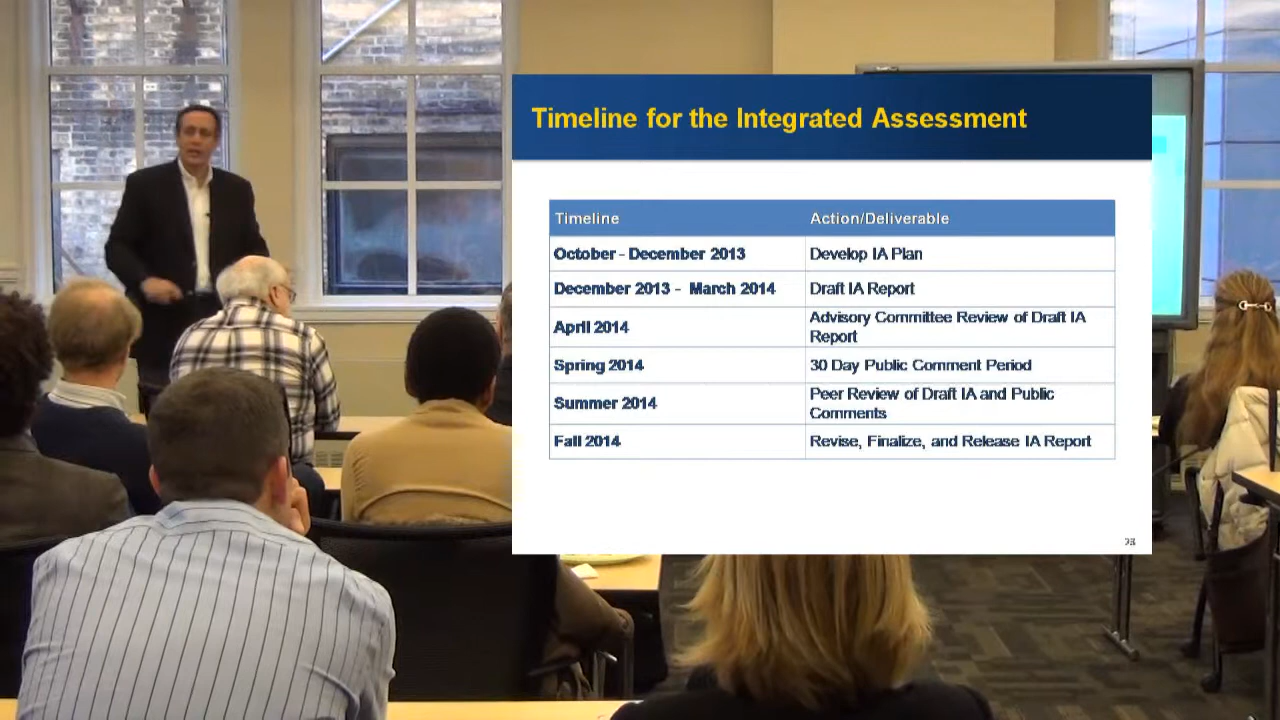 Timeline for the Integrated Assessment
Timeline Action/Deliverable
October - December 2013 Develop IA Plan
December 2013 - March 2014 Draft IA Report
April 2014 Advisory Committee Review of Draft IA
Report
Spring 2014 30 Day Public Comment Period
Summer 2014 Peer Review of Draft IA and Public
Comments
Fall 2014 Revise, Finalize, and Release IA Report